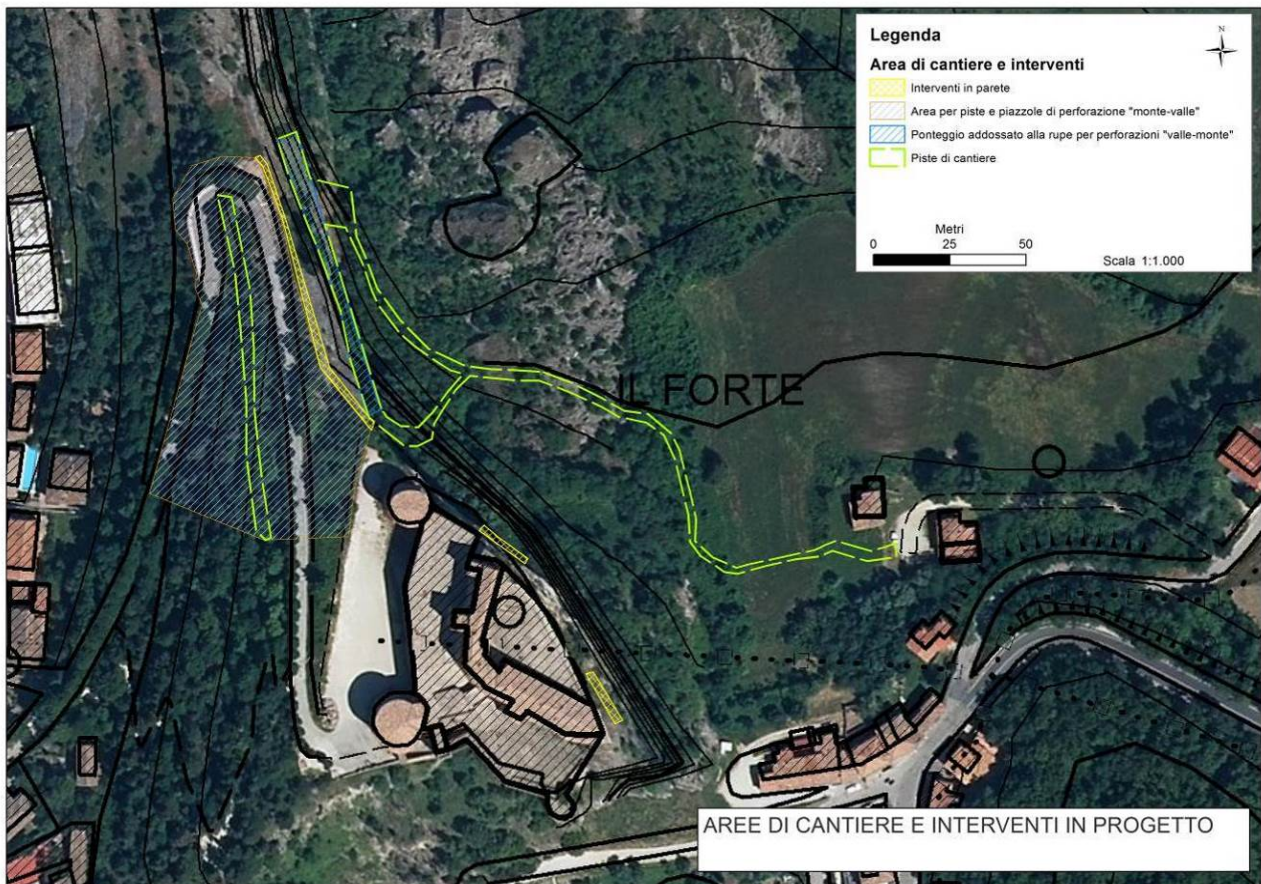 Legenda
N
Area di cantiere e interventi
Interventi in parete
Area per piste e piazzole di perforazione "monte-valle"
Ponteggio addossato alla rupe per perforazioni "valle-monte"
Piste di cantiere
Metri
0 25 50
Scala 1:1.000
IL FORTE
AREE DI CANTIERE E INTERVENTI IN PROGETTO